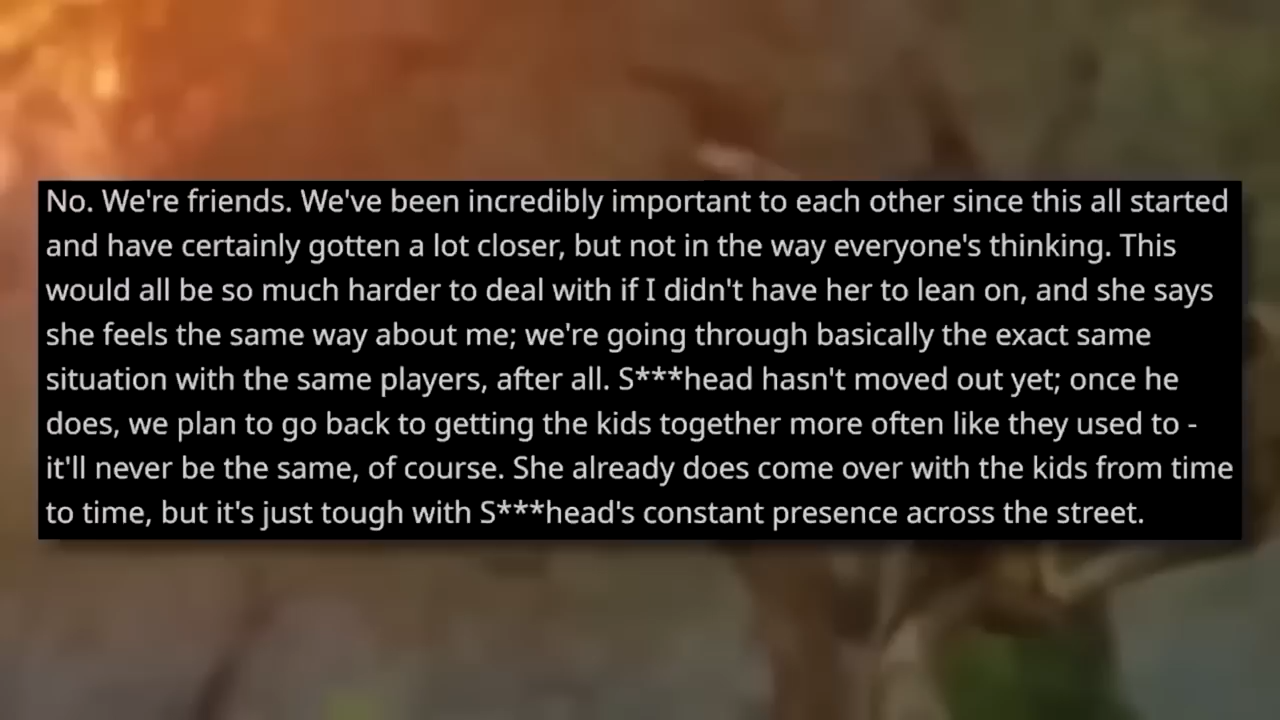 No. We're friends. We've been incredibly important to each other since this all started
and have certainly gotten a lot closer, but not in the way everyone's thinking. This
would all be so much harder to deal with if I didn't have her to lean on, and she says
she feels the same way about me; we're going through basically the exact same
situation with the same players, after all. S***head hasn't moved out yet; once he
does, we plan to go back to getting the kids together more often like they used to -
it'll never be the same, of course. She already does come over with the kids from time
to time, but it's just tough with S***head's constant presence across the street.